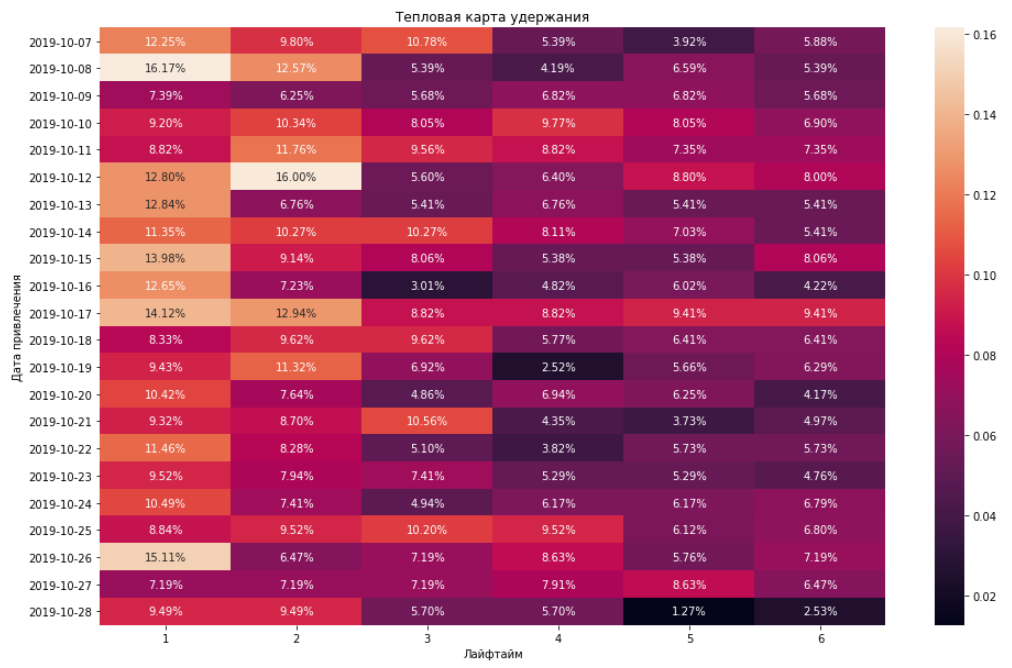 Тепловая карта удержания
2019-10-07 12.25% 9.80% 10.78% 5.39% 3.92% 5.88%
2019-10-08 16.17% 12.57% 5.39% 4.19% 6.59% 5.39%
2019-10-09 7.39% 6.25% 5.68% 6.82% 6.82% 5.68%
2019-10-10 9.20% 10.34% 8.05% 9.77% 8.05% 6.90%
2019-10-11 8.82% 11.76% 9.56% 8.82% 7.35% 7.35%
2019-10-12 12.80% 16.00% 5.60% 6.40% 8.80% 8.00%
2019-10-13 12.84% 6.76% 5.41% 6.76% 5.41% 5.41%
2019-10-14 11.35% 10.27% 10.27% 8.11% 7.03% 5.41%
2019-10-15 13.98% 9.14% 8.06% 5.38% 5.38% 8.06%
2019-10-16 12.65% 7.23% 3.01% 4.82% 6.02% 4.22%
2019-10-17 14.12% 12.94% 8.82% 8.82% 9.41% 9.41%
2019-10-18 8.33% 9.62% 9.62% 5.77% 6.41% 6.41%
2019-10-19 9.43% 11.32% 6.92% 2.52% 5.66% 6.29%
2019-10-20 10.42% 7.64% 4.86% 6.94% 6.25% 4.17%
2019-10-21 9.32% 8.70% 10.56% 4.35% 3.73% 4.97%
2019-10-22 11.46% 8.28% 5.10% 3.82% 5.73% 5.73%
2019-10-23 9.52% 7.94% 7.41% 5.29% 5.29% 4.76%
2019-10-24 10.49% 7.41% 4.94% 6.17% 6.17% 6.79%
2019-10-25 8.84% 9.52% 10.20% 9.52% 6.12% 6.80%
2019-10-26 15.11% 6.47% 7.19% 8.63% 5.76% 7.19%
2019-10-27 7.19% 7.19% 7.19% 7.91% 8.63% 6.47%
2019-10-28 9.49% 9.49% 5.70% 5.70% 1.27% 2.53%
1 2 3 4 5 6
Лайфтайм
Дата привлечения
0.16
0.14
0.12
0.10
0.08
0.06
0.04
0.02